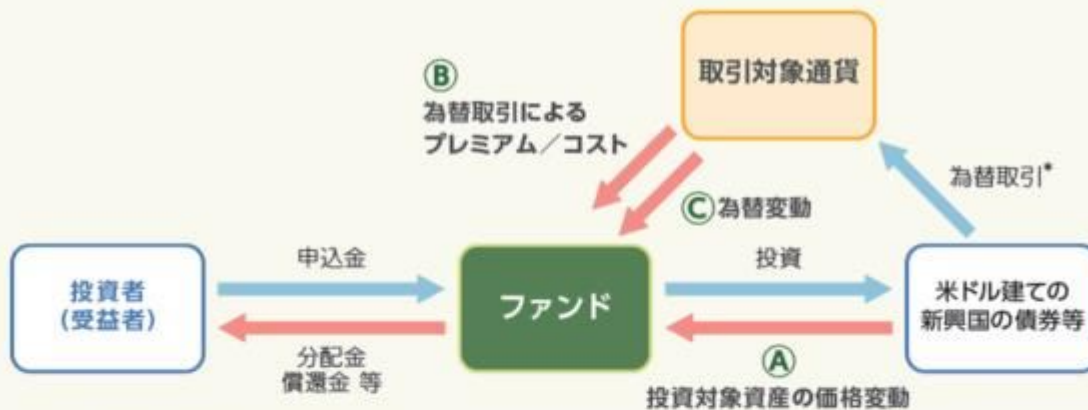 取引対象通貨
Ⓑ
為替取引による
プレミアム／コスト
為替取引*
Ⓒ為替変動
申込金
投資
投資者
(受益者)
ファンド
米ドル建ての
新興国の債券等
分配金
償還金 等
Ⓐ
投資対象資産の価格変動